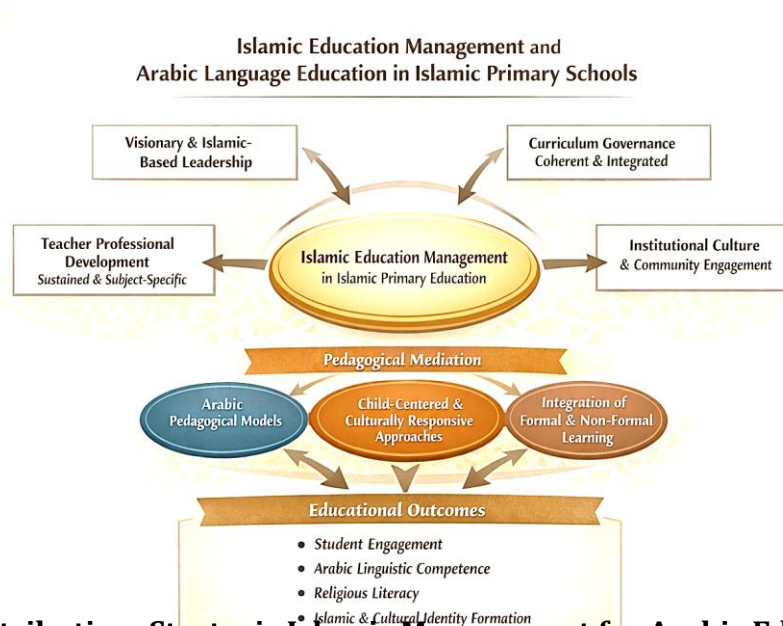 Islamic Education Management and
Arabic Language Education in Islamic Primary Schools
Visionary & Islamic-
Based Leadership
Curriculum Governance
Coherent & Integrated
Teacher Professional
Development
Sustained & Subject-Specific
Islamic Education Management
in Islamic Primary Education
Institutional Culture
& Community Engagement
Pedagogical Mediation
Arabic
Pedagogical Models
Child-Centered &
Culturally Responsive
Approaches
Integration of
Formal & Non-Formal
Learning
Educational Outcomes
• Student Engagement
• Arabic Linguistic Competence
• Religious Literacy
• Islamic & Cultural Identity Formation